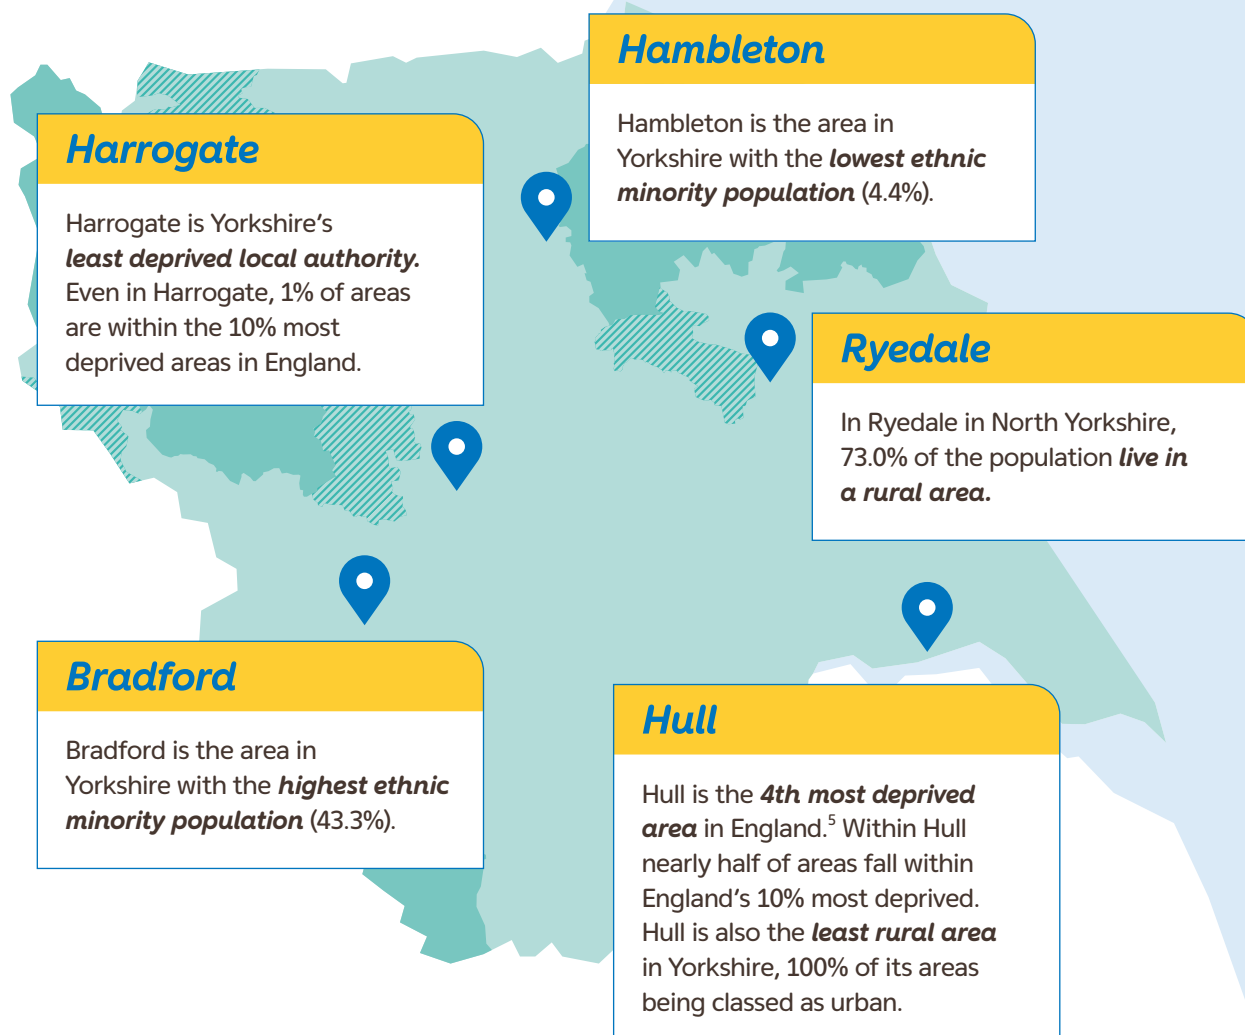 Hambleton
Hambleton is the area in
Yorkshire with the lowest ethnic
minority population (4.4%).
Harrogate
Harrogate is Yorkshire’s
least deprived local authority.
Even in Harrogate, 1% of areas
are within the 10% most
deprived areas in England.
Ryedale
In Ryedale in North Yorkshire,
73.0% of the population live in
a rural area.
Bradford
Bradford is the area in
Yorkshire with the highest ethnic
minority population (43.3%).
Hull
Hull is the 4th most deprived
area in England.⁵ Within Hull
nearly half of areas fall within
England’s 10% most deprived.
Hull is also the least rural area
in Yorkshire, 100% of its areas
being classed as urban.